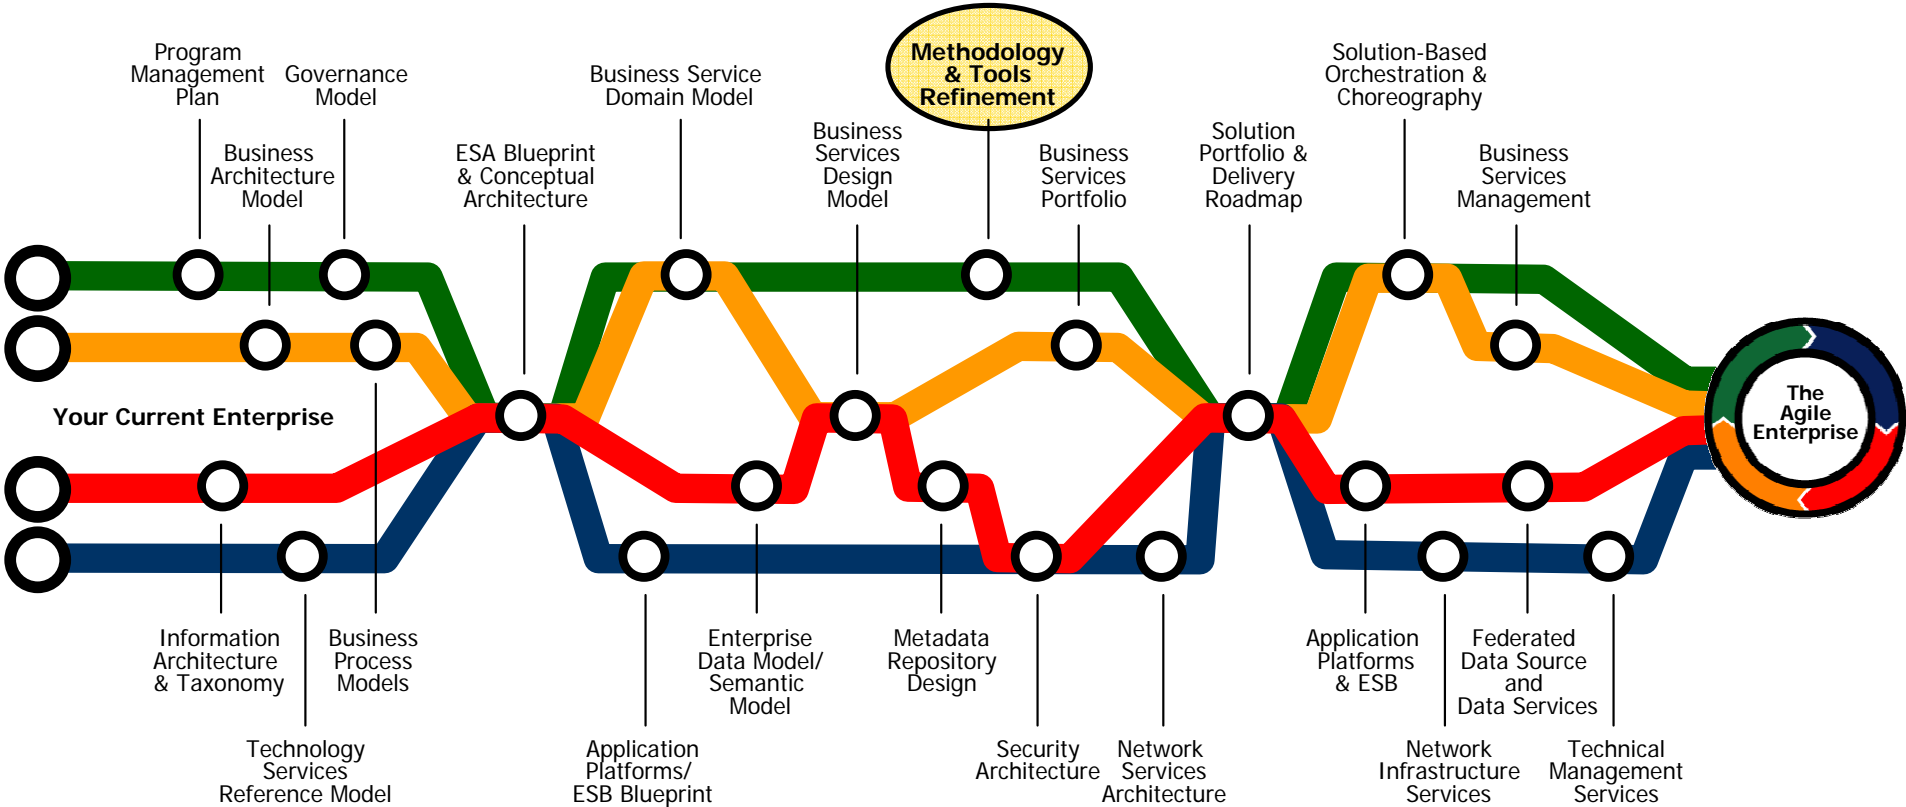 Program
Management
Plan
Governance
Model
Business
Architecture
Model
ESA Blueprint
& Conceptual
Architecture
Business Service
Domain Model
Business
Services
Design
Model
Methodology
& Tools
Refinement
Business
Services
Portfolio
Solution
Portfolio &
Delivery
Roadmap
Solution-Based
Orchestration &
Choreography
Business
Services
Management
Your Current Enterprise
The
Agile
Enterprise
Information
Architecture
& Taxonomy
Business
Process
Models
Technology
Services
Reference Model
Application
Platforms/
ESB Blueprint
Enterprise
Data Model/
Semantic
Model
Metadata
Repository
Design
Security
Architecture
Network
Services
Architecture
Application
Platforms
& ESB
Federated
Data Source
and
Data Services
Network
Infrastructure
Services
Technical
Management
Services